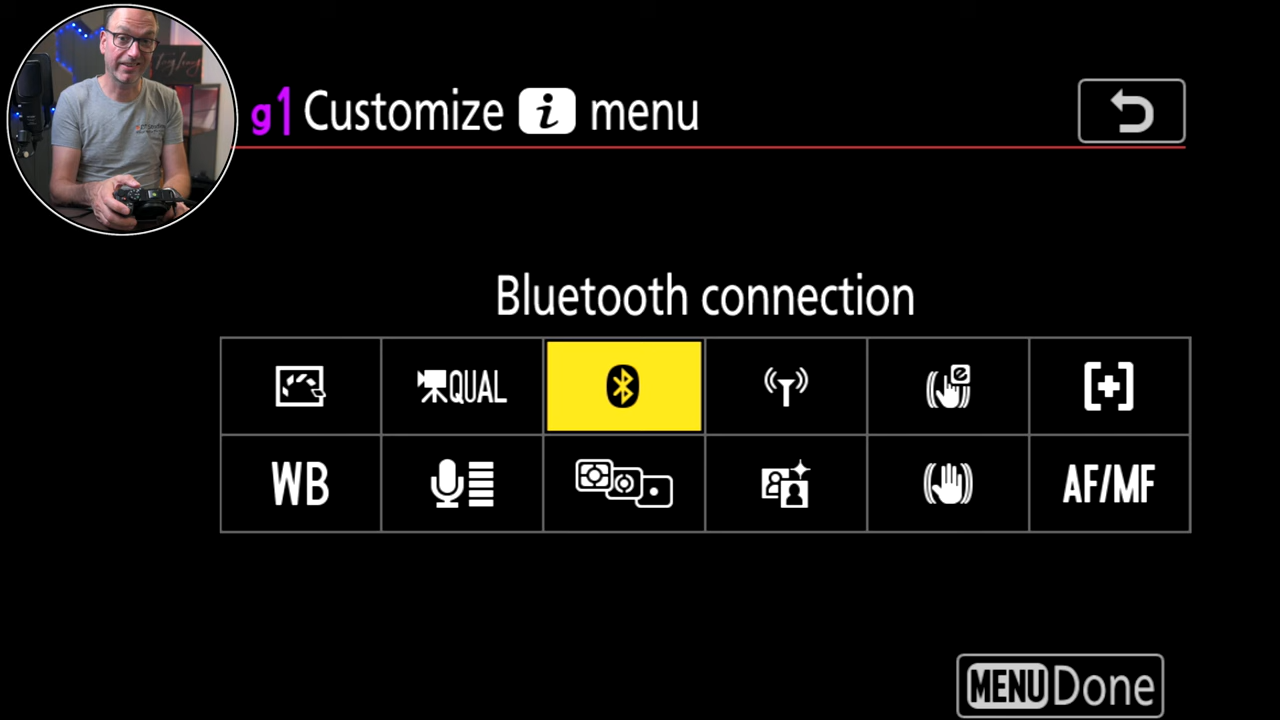 g1 Customize i menu
Bluetooth connection
QUAL
WB
AF/MF
MENU Done